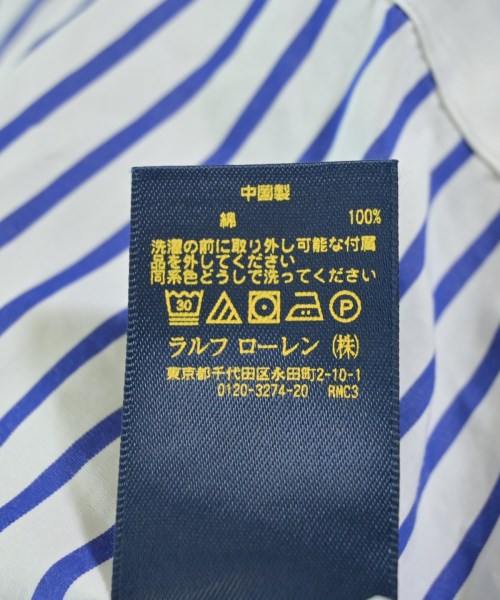 中国製
綿 100%
洗濯の前に取り外し可能な付属
品を外してください
同系色どうしで洗ってください
30 P
ラルフ ローレン (株)
東京都千代田区永田町2-10-1
0120-3274-20 RMC3